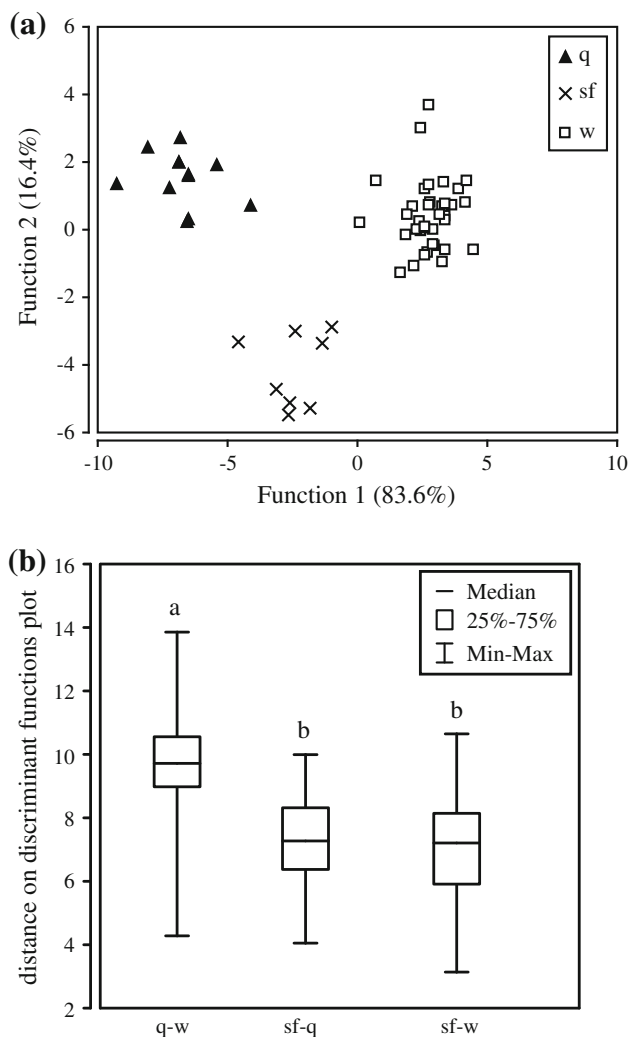 (a)
6
4
2
0
-2
-4
-6
Function 2 (16.4%)
q
sf
w
-10
-5
0
5
10
Function 1 (83.6%)
(b)
16
14
12
10
8
6
4
2
distance on discriminant functions plot
Median
25%-75%
Min-Max
a
b
b
q-w
sf-q
sf-w